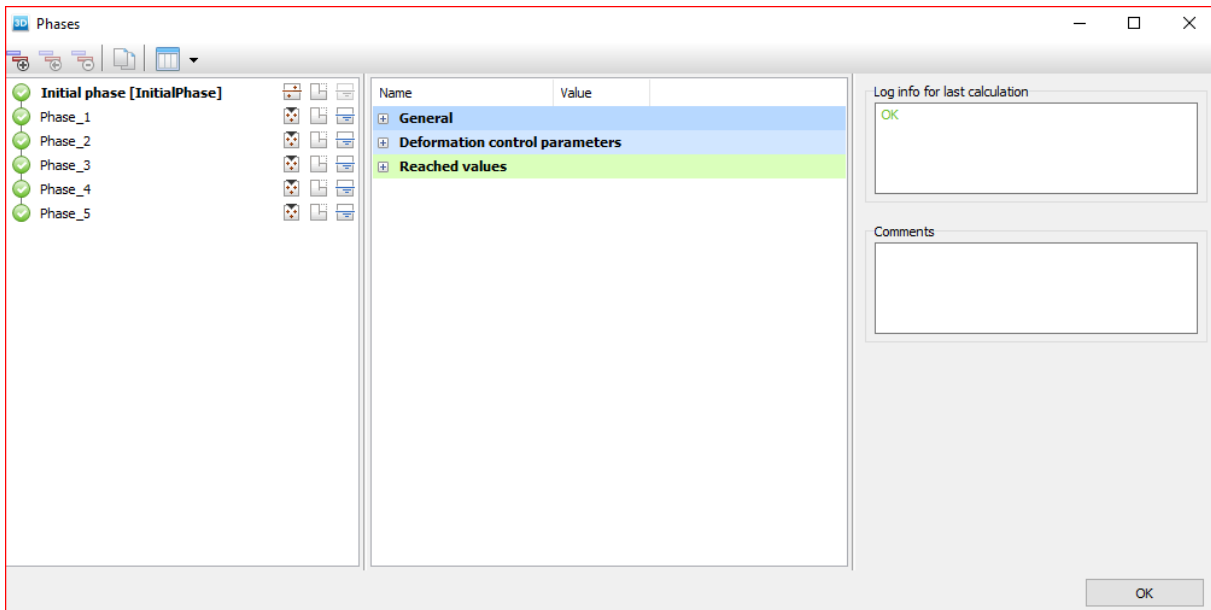 3D Phases
Initial phase [InitialPhase]
Phase_1
Phase_2
Phase_3
Phase_4
Phase_5
Name Value
General
Deformation control parameters
Reached values
Log info for last calculation
OK
Comments
OK